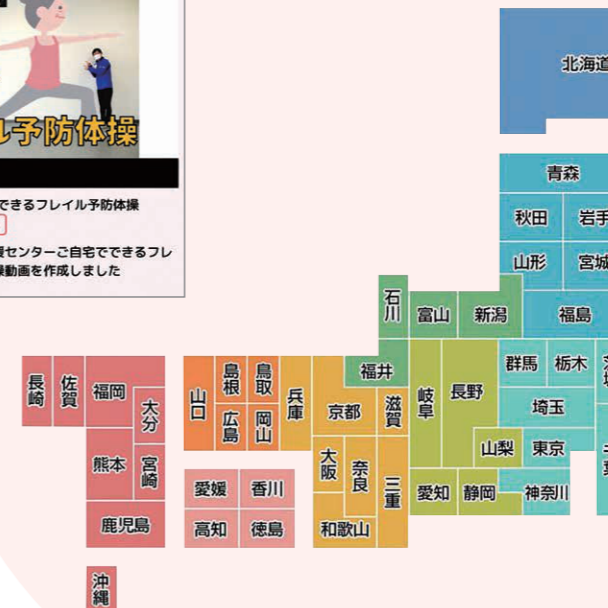 ル予防体操
できるフレイル予防体操
援センターご自宅でできるフレ
操動画を作成しました
北海道
青森
秋田
岩手
山形
宮城
石川
富山
新潟
福島
福井
群馬
栃木
長崎
佐賀
福岡
大分
山口
島根
鳥取
兵庫
京都
滋賀
岐阜
長野
埼玉
広島
岡山
熊本
宮崎
大阪
奈良
三重
山梨
東京
愛媛
香川
愛知
静岡
神奈川
鹿児島
高知
徳島
和歌山
沖縄